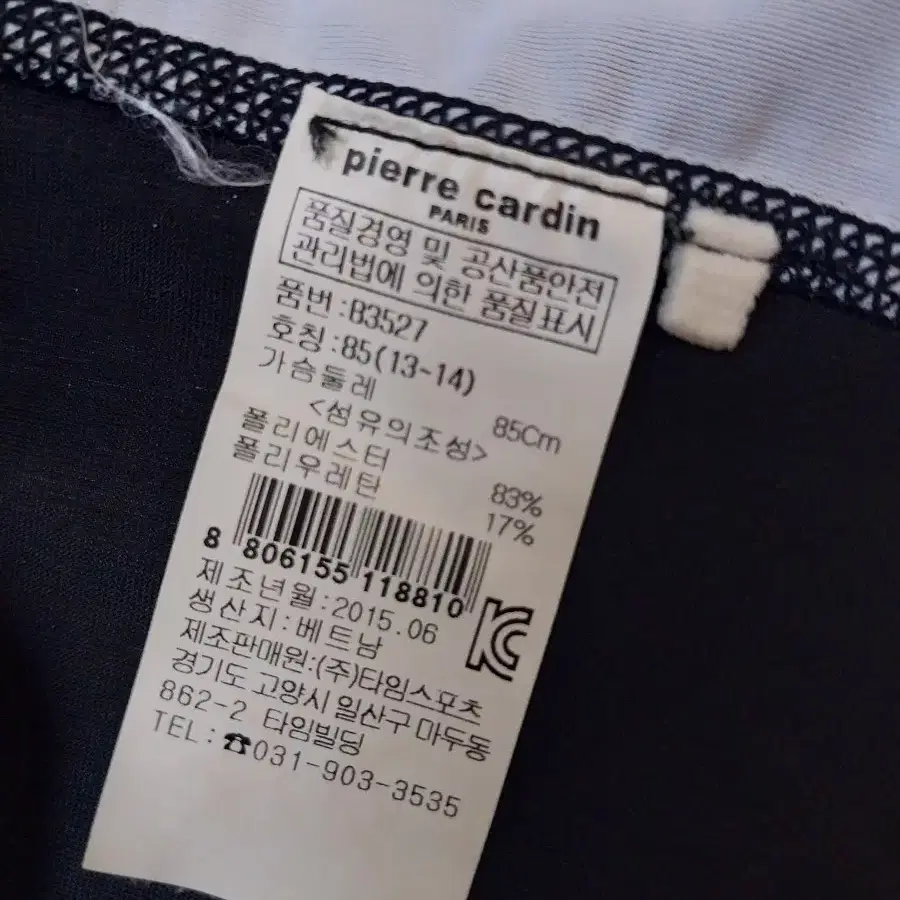 pierre cardin
PARIS
품질경영 및 공산품안전
관리법에 의한 품질표시
품번:B3527
호칭:85(13-14)
가슴둘레 85Cm
<섬유의조성>
폴리에스터 83%
폴리우레탄 17%
8 806155 118810
제조년월:2015.06
생산지:베트남
제조판매원:(주)타임스포츠
경기도 고양시 일산구 마두동
862-2 타임빌딩
TEL:☎031-903-3535